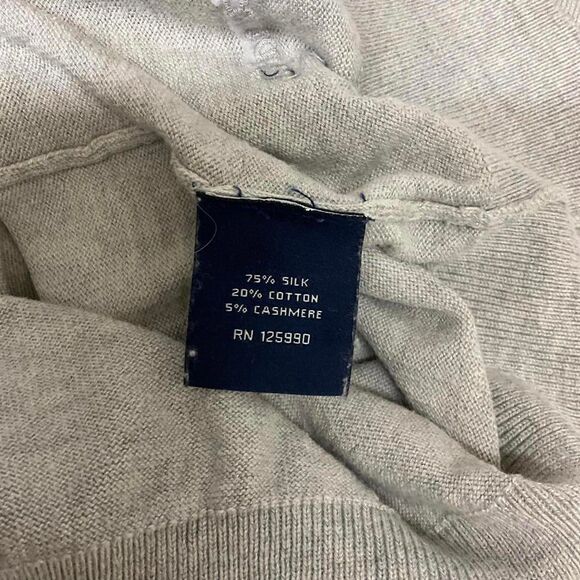 75% SILK
20% COTTON
5% CASHMERE
RN 125990